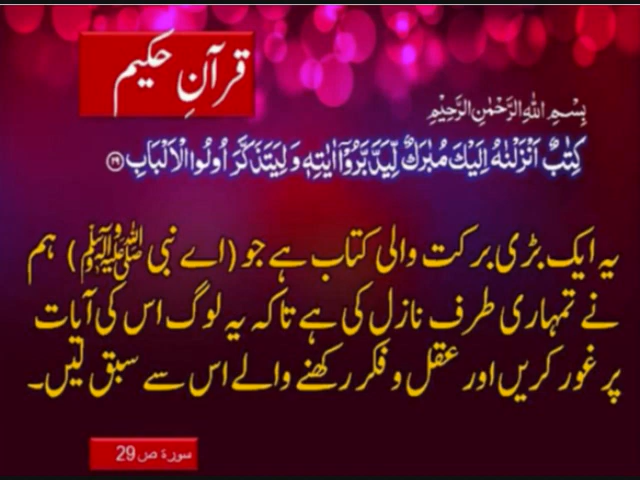 قرآنِ حکیم
بِسْمِ اللهِ الرَّحْمٰنِ الرَّحِيْمِ
كِتٰبٌ اَنْزَلْنٰهُ اِلَيْكَ مُبٰرَكٌ لِّيَدَّبَّرُوْۤا اٰيٰتِهٖ وَ لِيَتَذَكَّرَ اُولُوا الْاَلْبَابِ ﴿۲۹﴾
یہ ایک بڑی برکت والی کتاب ہے جو (اے نبی ﷺ) ہم
نے تمہاری طرف نازل کی ہے تاکہ یہ لوگ اس کی آیات
پر غور کریں اور عقل و فکر رکھنے والے اس سے سبق لیں۔
سورۃ ص 29